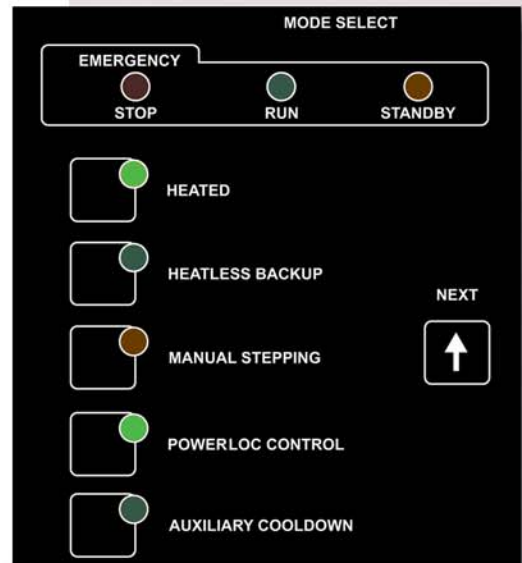 MODE SELECT
EMERGENCY
STOP
RUN
STANDBY
HEATED
HEATLESS BACKUP
NEXT
MANUAL STEPPING
POWERLOC CONTROL
AUXILIARY COOLDOWN